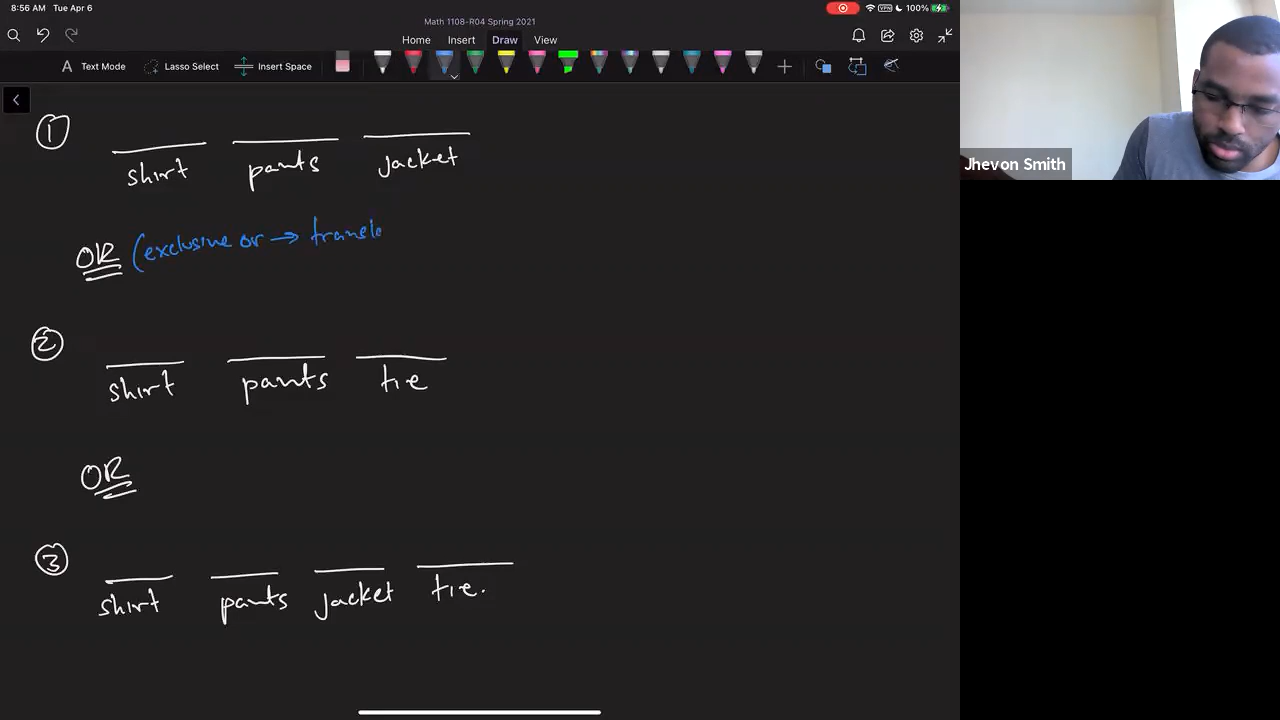 8:56 AM Tue Apr 6
VPN 100%
Math 1108-R04 Spring 2021
Home Insert Draw View
A Text Mode Lasso Select Insert Space
1
shirt pants jacket
OR (exclusive or → transl
2
shirt pants tie
OR
3
shirt pants jacket tie.
Jhevon Smith